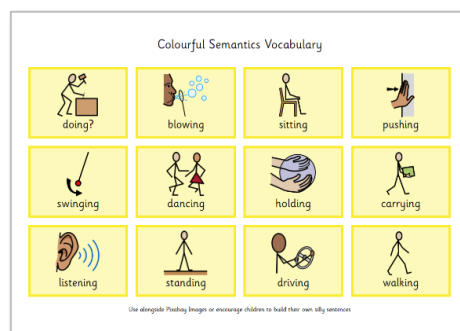 Colourful Semantics Vocabulary
doing?
blowing
sitting
pushing
swinging
dancing
holding
carrying
listening
standing
driving
walking
Use alongside Pixabay Images or encourage children to build their own silly sentences